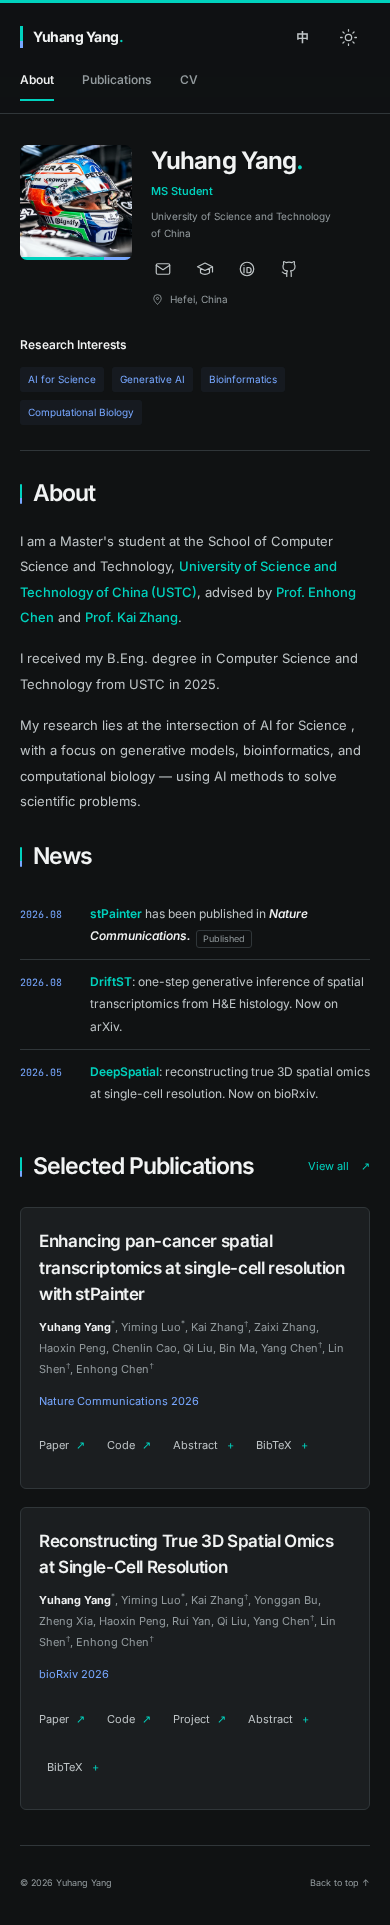 Yuhang Yang.
中
About Publications CV
Yuhang Yang.
MS Student
University of Science and Technology
of China
iD
Hefei, China
Research Interests
AI for Science Generative AI Bioinformatics
Computational Biology
About
I am a Master's student at the School of Computer
Science and Technology, University of Science and
Technology of China (USTC), advised by Prof. Enhong
Chen and Prof. Kai Zhang.
I received my B.Eng. degree in Computer Science and
Technology from USTC in 2025.
My research lies at the intersection of AI for Science ,
with a focus on generative models, bioinformatics, and
computational biology — using AI methods to solve
scientific problems.
News
2026.08 stPainter has been published in Nature
Communications. Published
2026.08 DriftST: one-step generative inference of spatial
transcriptomics from H&E histology. Now on
arXiv.
2026.05 DeepSpatial: reconstructing true 3D spatial omics
at single-cell resolution. Now on bioRxiv.
Selected Publications View all ↗
Enhancing pan-cancer spatial
transcriptomics at single-cell resolution
with stPainter
Yuhang Yang*, Yiming Luo*, Kai Zhang†, Zaixi Zhang,
Haoxin Peng, Chenlin Cao, Qi Liu, Bin Ma, Yang Chen†, Lin
Shen†, Enhong Chen†
Nature Communications 2026
Paper ↗ Code ↗ Abstract + BibTeX +
Reconstructing True 3D Spatial Omics
at Single-Cell Resolution
Yuhang Yang*, Yiming Luo*, Kai Zhang†, Yonggan Bu,
Zheng Xia, Haoxin Peng, Rui Yan, Qi Liu, Yang Chen†, Lin
Shen†, Enhong Chen†
bioRxiv 2026
Paper ↗ Code ↗ Project ↗ Abstract +
BibTeX +
© 2026 Yuhang Yang Back to top ↑